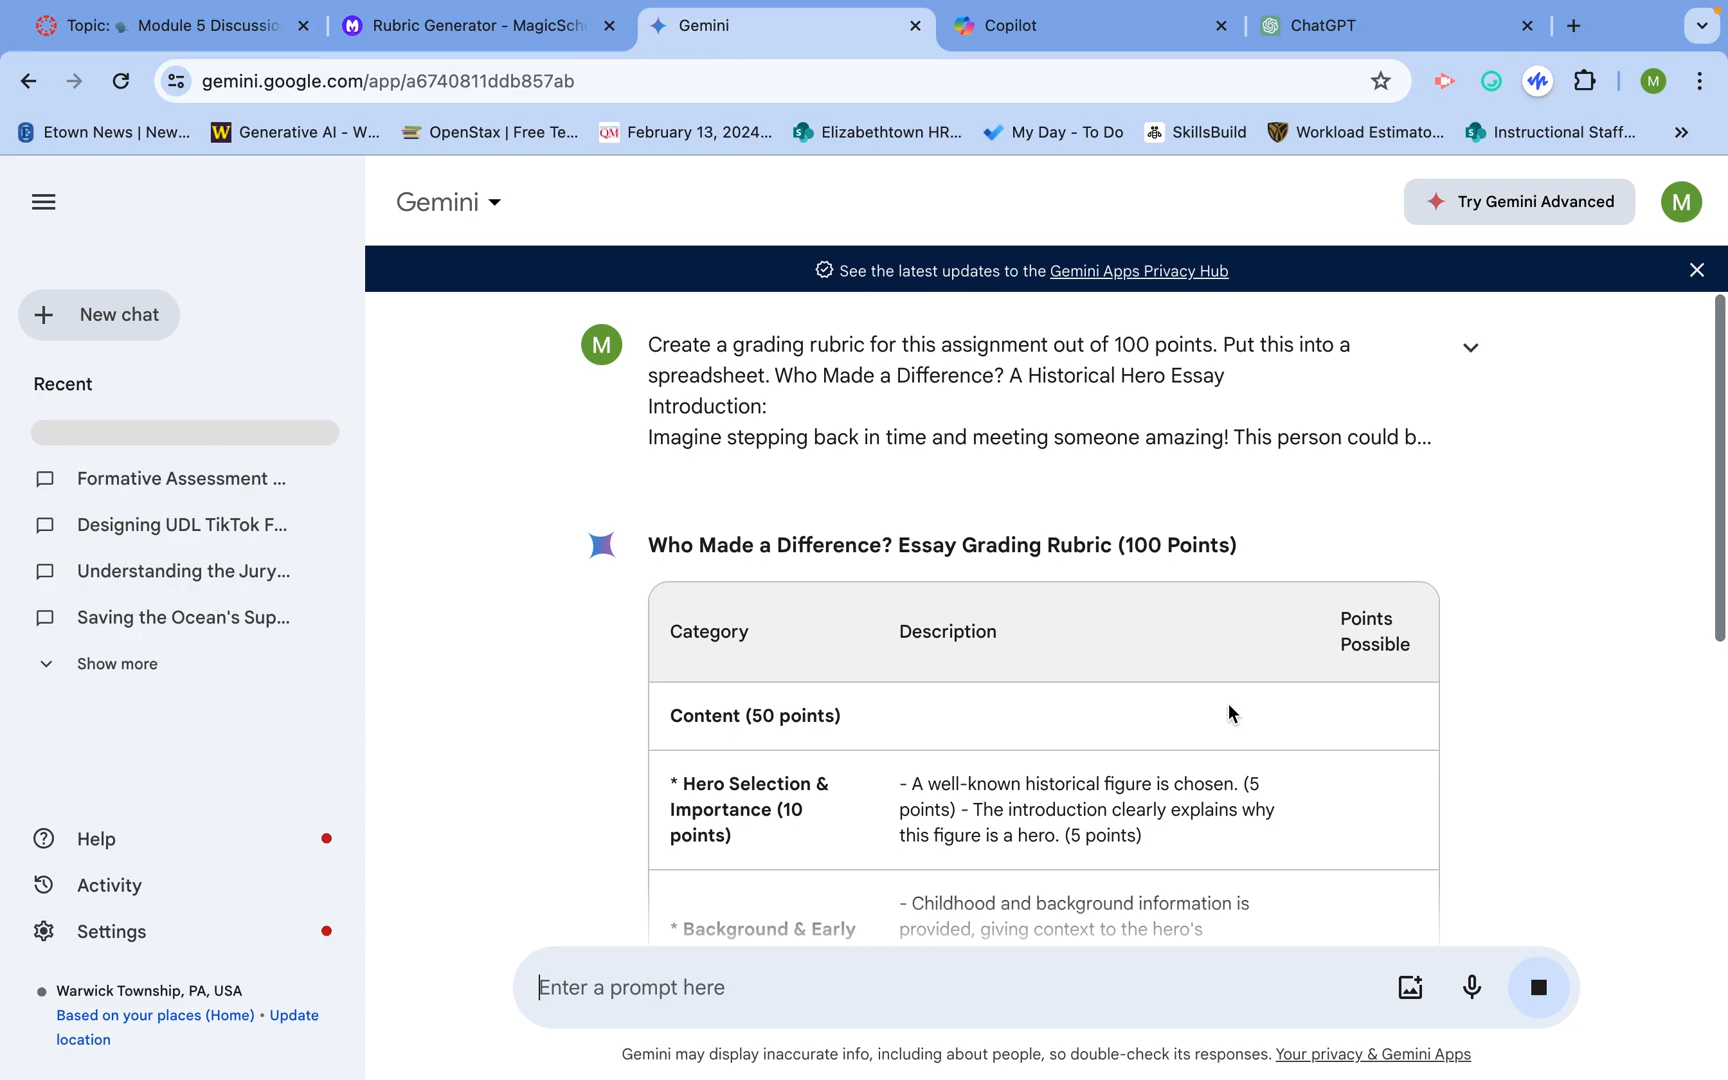 Topic: Module 5 Discussio
Rubric Generator - MagicSch
Gemini
Copilot
ChatGPT
gemini.google.com/app/a6740811ddb857ab
M
Etown News | New...
W Generative AI - W...
OpenStax | Free Te...
QM February 13, 2024...
Elizabethtown HR...
My Day - To Do
SkillsBuild
Workload Estimato...
Instructional Staff...
Gemini
Try Gemini Advanced
M
See the latest updates to the Gemini Apps Privacy Hub
New chat
Recent
Formative Assessment ...
Designing UDL TikTok F...
Understanding the Jury...
Saving the Ocean's Sup...
Show more
Help
Activity
Settings
Warwick Township, PA, USA
Based on your places (Home) • Update
location
M
Create a grading rubric for this assignment out of 100 points. Put this into a
spreadsheet. Who Made a Difference? A Historical Hero Essay
Introduction:
Imagine stepping back in time and meeting someone amazing! This person could b...
Who Made a Difference? Essay Grading Rubric (100 Points)
Category
Description
Points
Possible
Content (50 points)
* Hero Selection &
Importance (10
points)
- A well-known historical figure is chosen. (5
points) - The introduction clearly explains why
this figure is a hero. (5 points)
* Background & Early
- Childhood and background information is
provided, giving context to the hero's
Enter a prompt here
Gemini may display inaccurate info, including about people, so double-check its responses. Your privacy & Gemini Apps